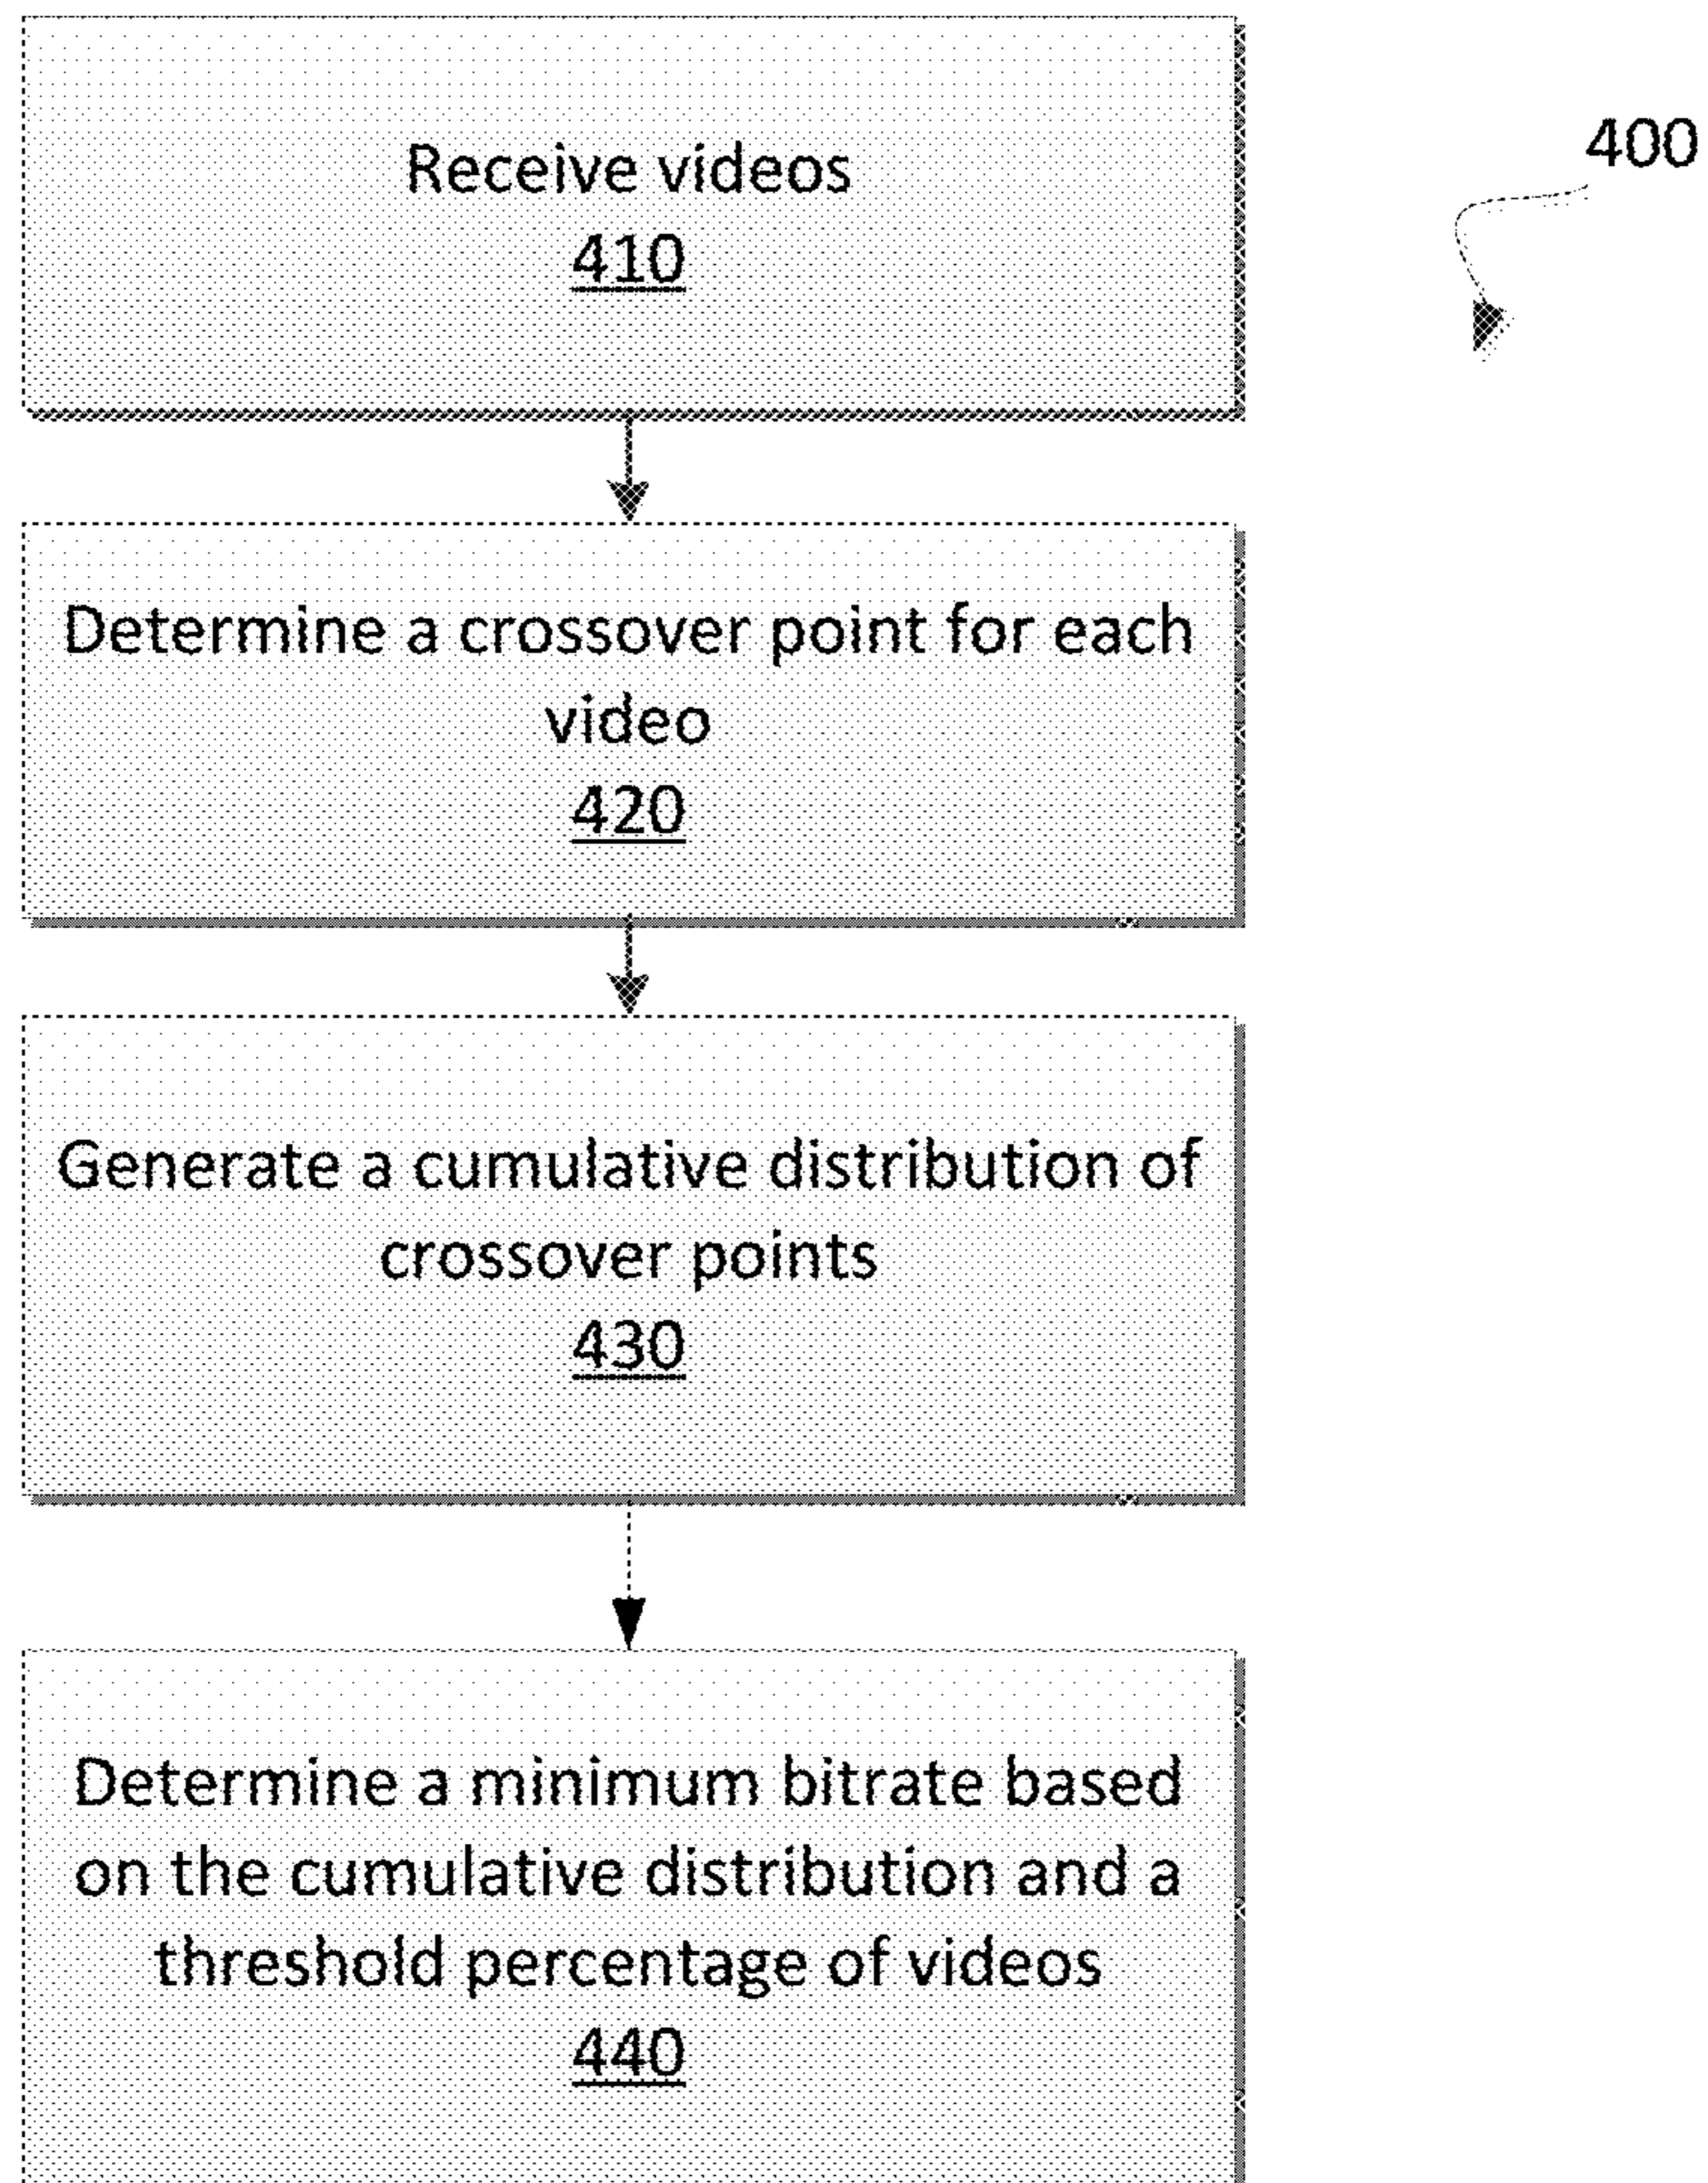 Receive videos
410
400
Determine a crossover point for each
video
420
Generate a cumulative distribution of
crossover points
430
Determine a minimum bitrate based
on the cumulative distribution and a
threshold percentage of videos
440